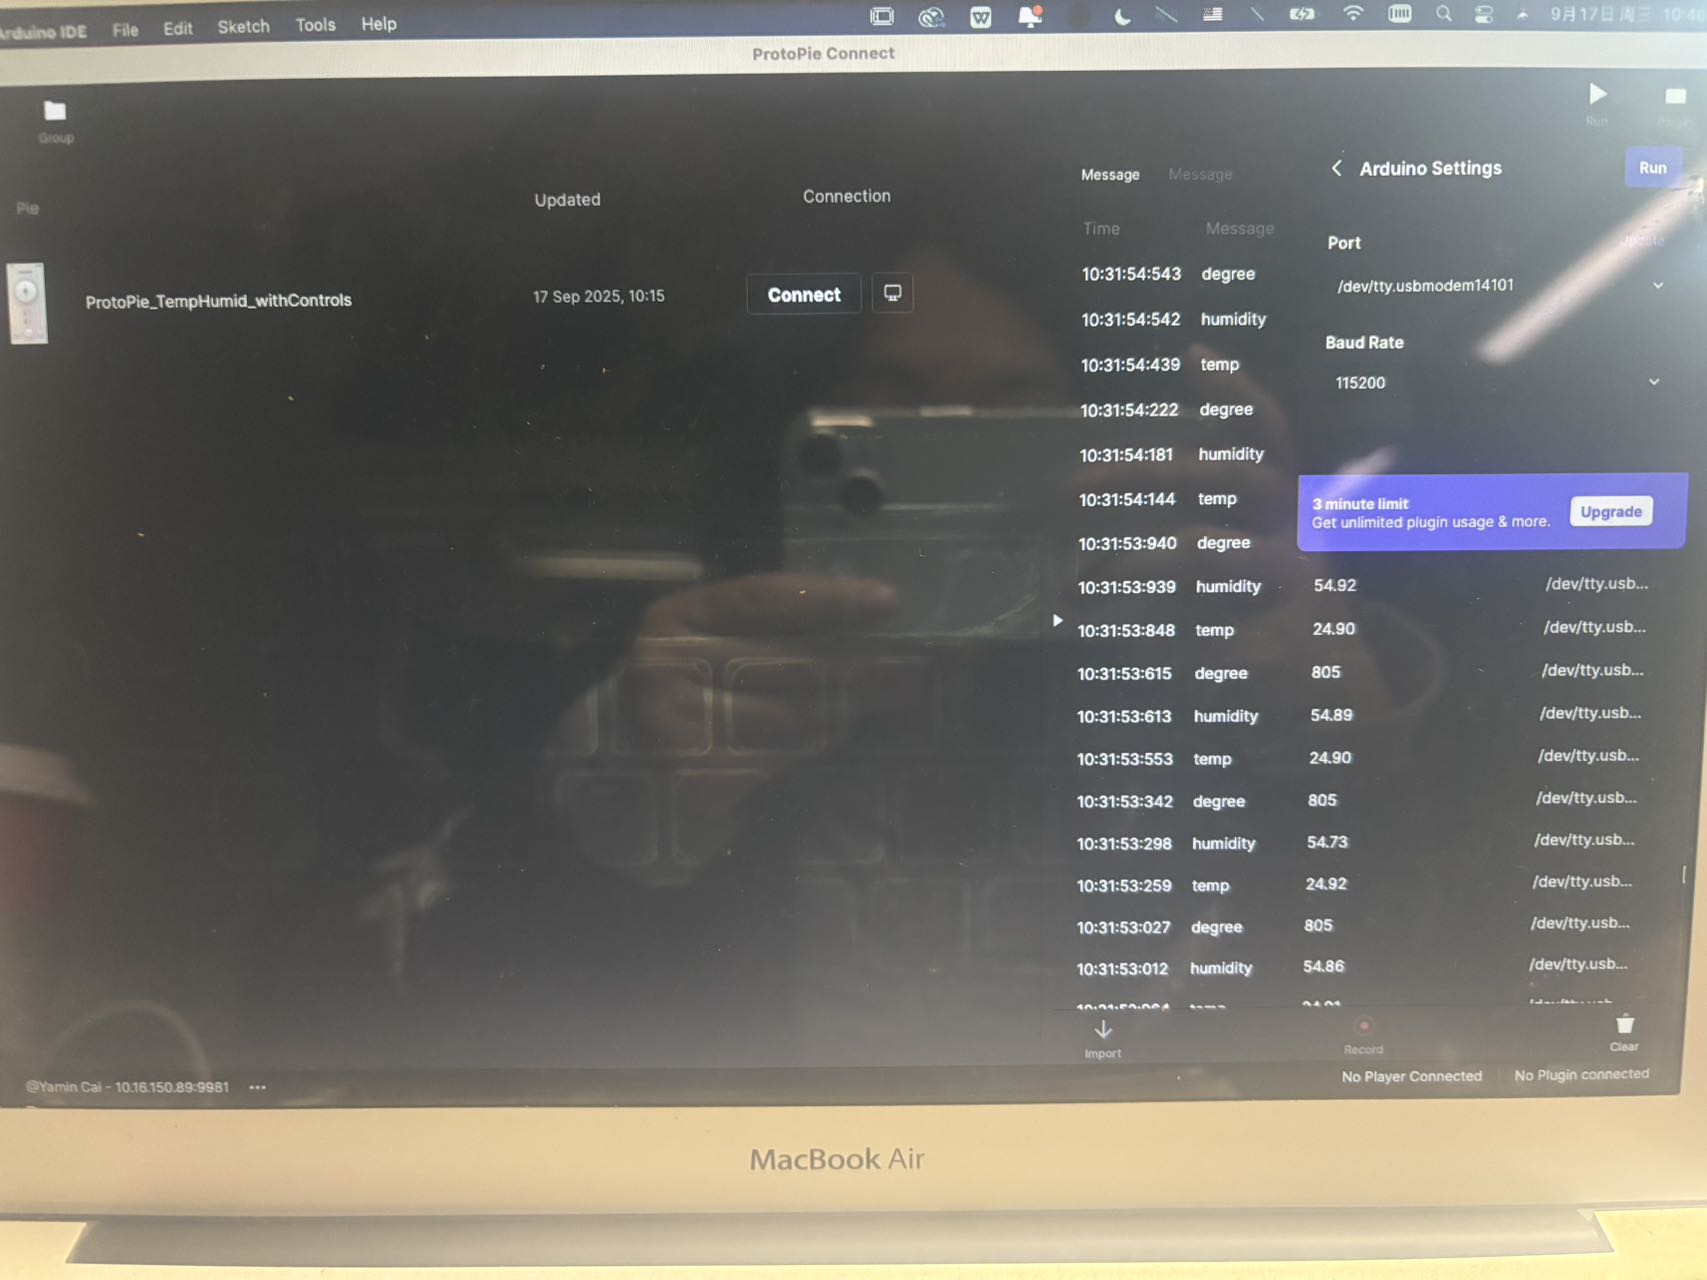 Arduino IDE File Edit Sketch Tools Help 9月17日 周三
ProtoPie Connect
Group
Run
Pie
Updated Connection
ProtoPie_TempHumid_withControls 17 Sep 2025, 10:15 Connect
Message Message
Time Message
10:31:54:543 degree
10:31:54:542 humidity
10:31:54:439 temp
10:31:54:222 degree
10:31:54:181 humidity
10:31:54:144 temp
10:31:53:940 degree
10:31:53:939 humidity 54.92 /dev/tty.usb...
10:31:53:848 temp 24.90 /dev/tty.usb...
10:31:53:615 degree 805 /dev/tty.usb...
10:31:53:613 humidity 54.89 /dev/tty.usb...
10:31:53:553 temp 24.90 /dev/tty.usb...
10:31:53:342 degree 805 /dev/tty.usb...
10:31:53:298 humidity 54.73 /dev/tty.usb...
10:31:53:259 temp 24.92 /dev/tty.usb...
10:31:53:027 degree 805 /dev/tty.usb...
10:31:53:012 humidity 54.86 /dev/tty.usb...
Arduino Settings Run
Port Update
/dev/tty.usbmodem14101
Baud Rate
115200
3 minute limit
Get unlimited plugin usage & more.
Upgrade
Import Record Clear
@Yamin Cai - 10.16.150.89:9981 ••• No Player Connected No Plugin connected
MacBook Air